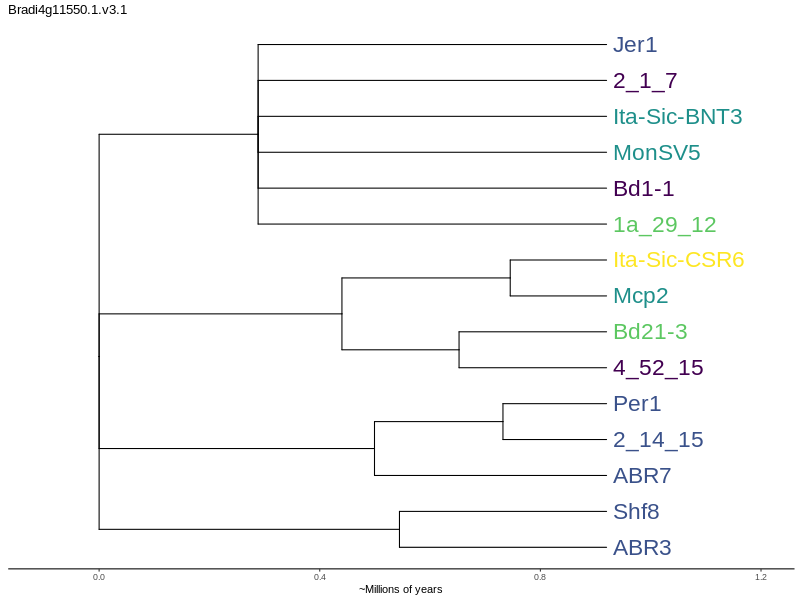 Bradi4g11550.1.v3.1
Jer1
2_1_7
Ita-Sic-BNT3
MonSV5
Bd1-1
1a_29_12
Ita-Sic-CSR6
Mcp2
Bd21-3
4_52_15
Per1
2_14_15
ABR7
Shf8
ABR3
0.0 0.4 0.8 1.2
~Millions of years